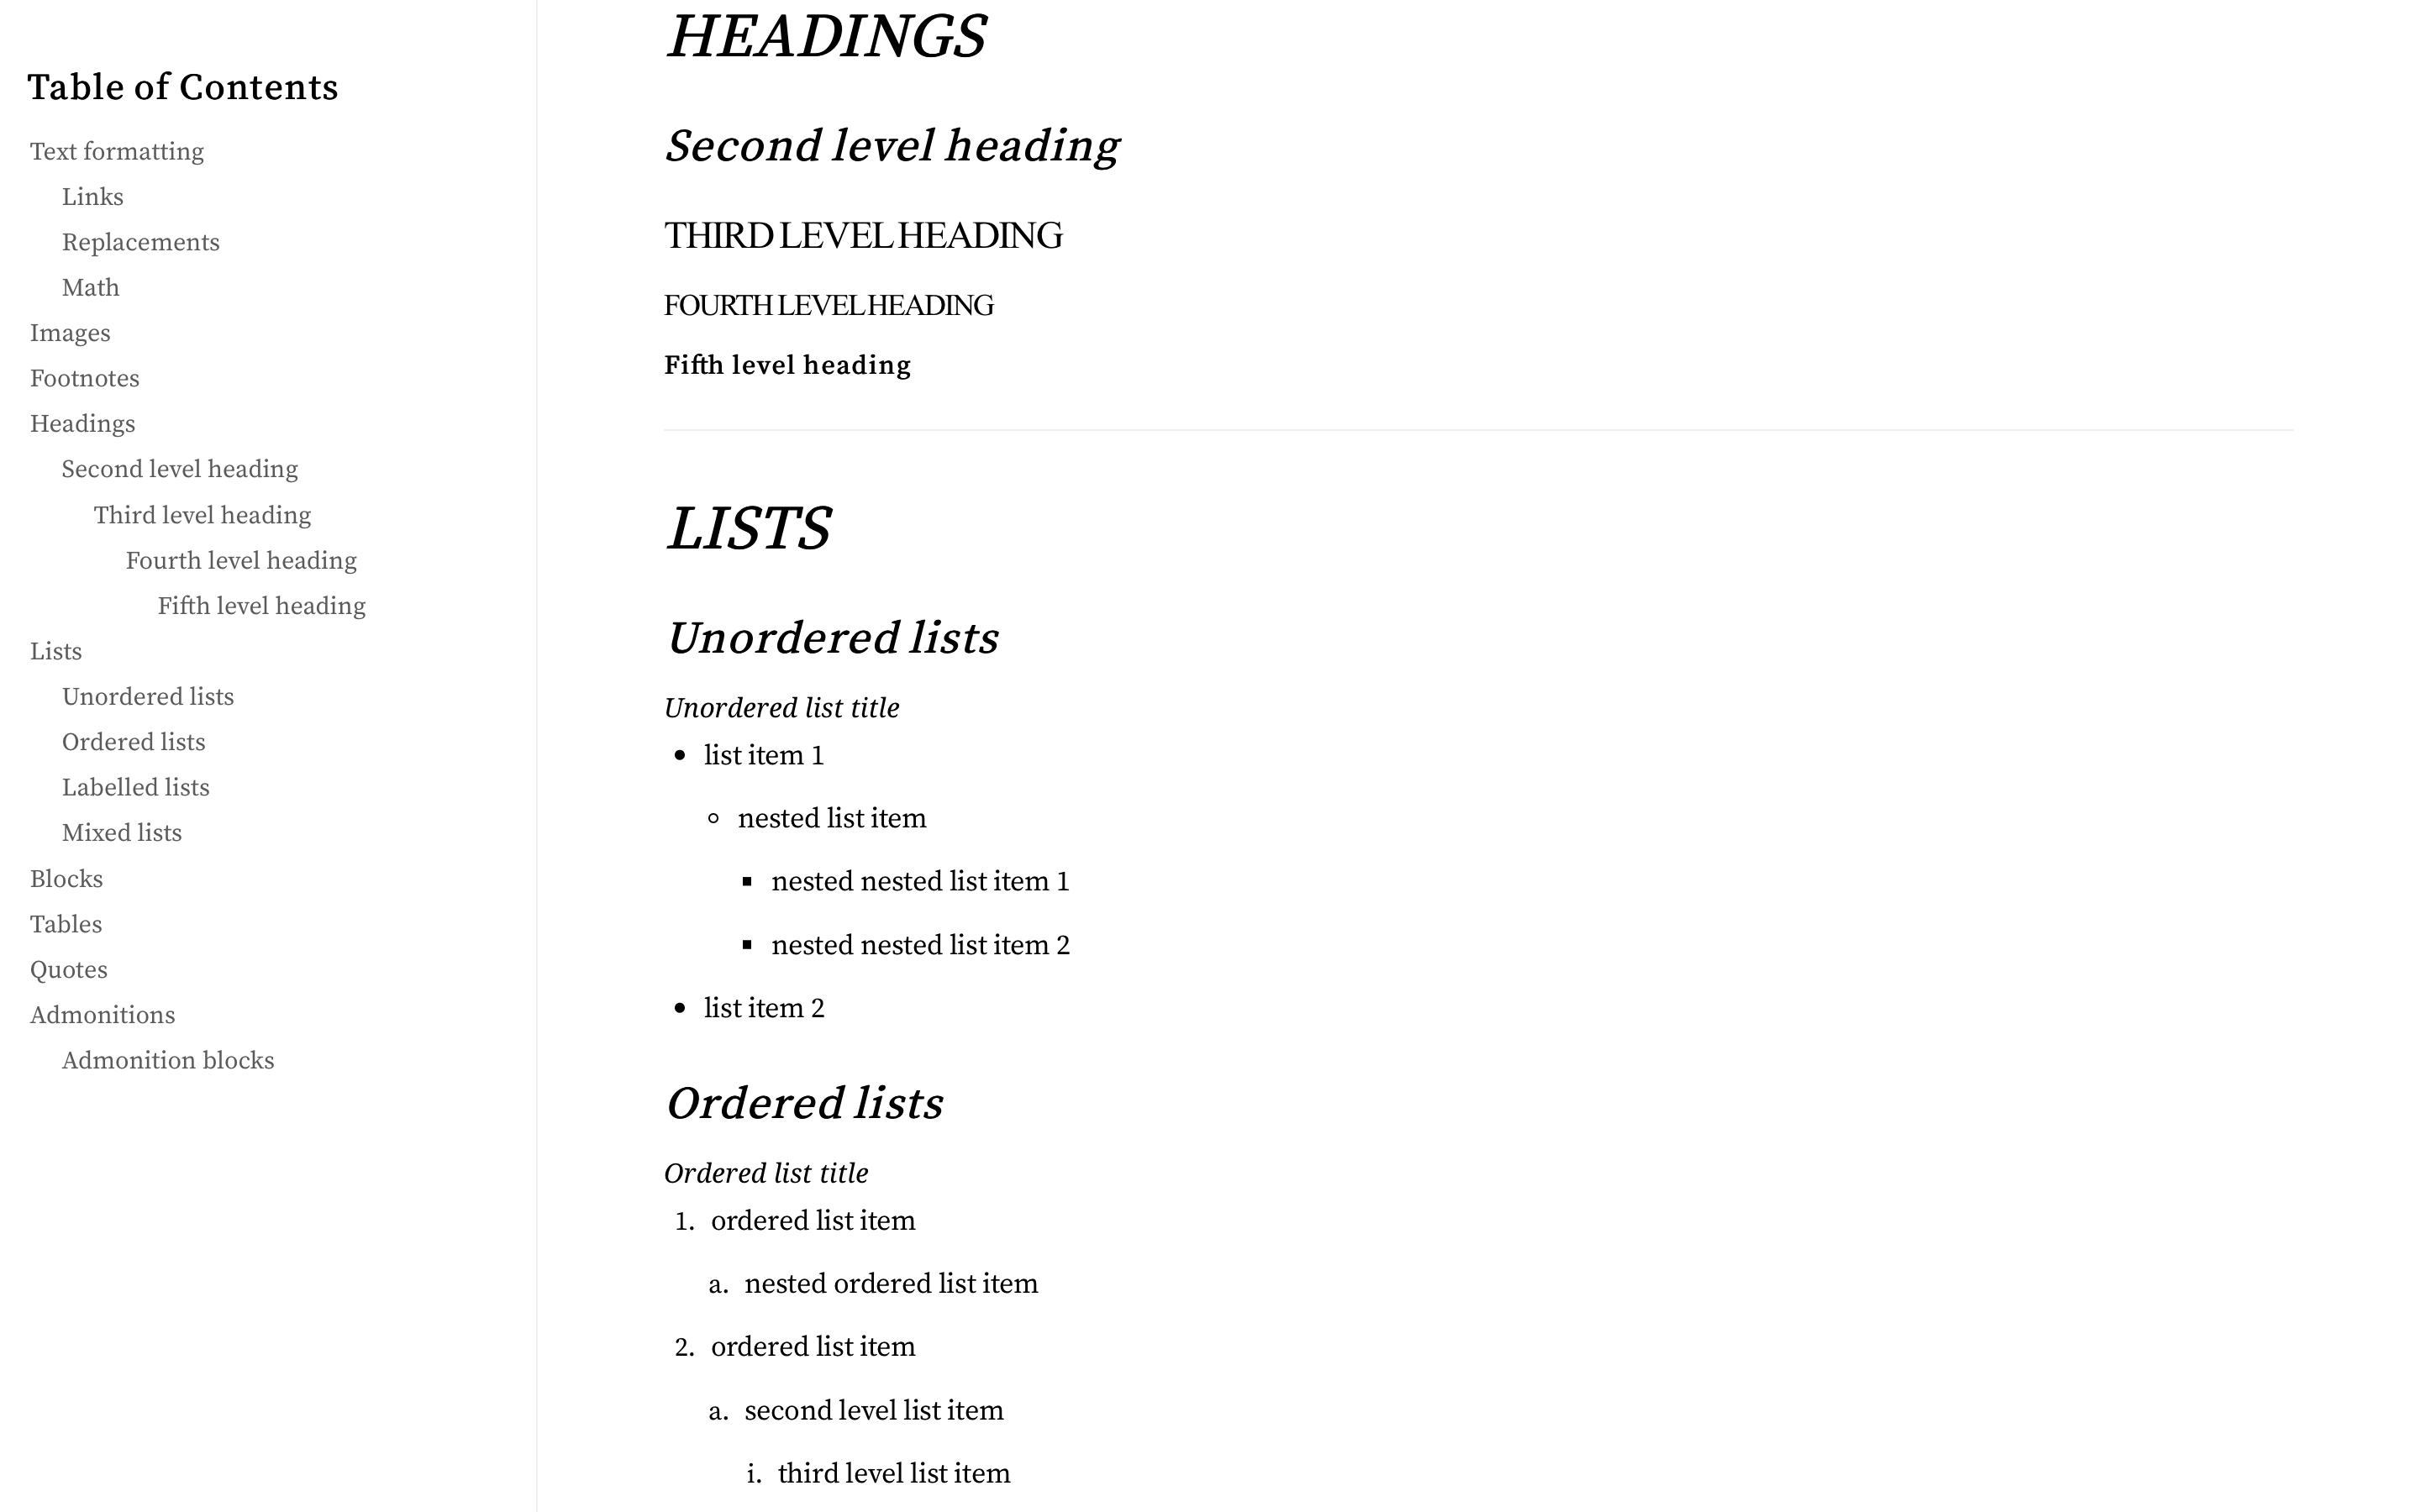 Table of Contents
Text formatting
Links
Replacements
Math
Images
Footnotes
Headings
Second level heading
Third level heading
Fourth level heading
Fifth level heading
Lists
Unordered lists
Ordered lists
Labelled lists
Mixed lists
Blocks
Tables
Quotes
Admonitions
Admonition blocks
HEADINGS
Second level heading
THIRD LEVEL HEADING
FOURTH LEVEL HEADING
Fifth level heading
LISTS
Unordered lists
Unordered list title
• list item 1
◦ nested list item
▪ nested nested list item 1
▪ nested nested list item 2
• list item 2
Ordered lists
Ordered list title
1. ordered list item
a. nested ordered list item
2. ordered list item
a. second level list item
i. third level list item